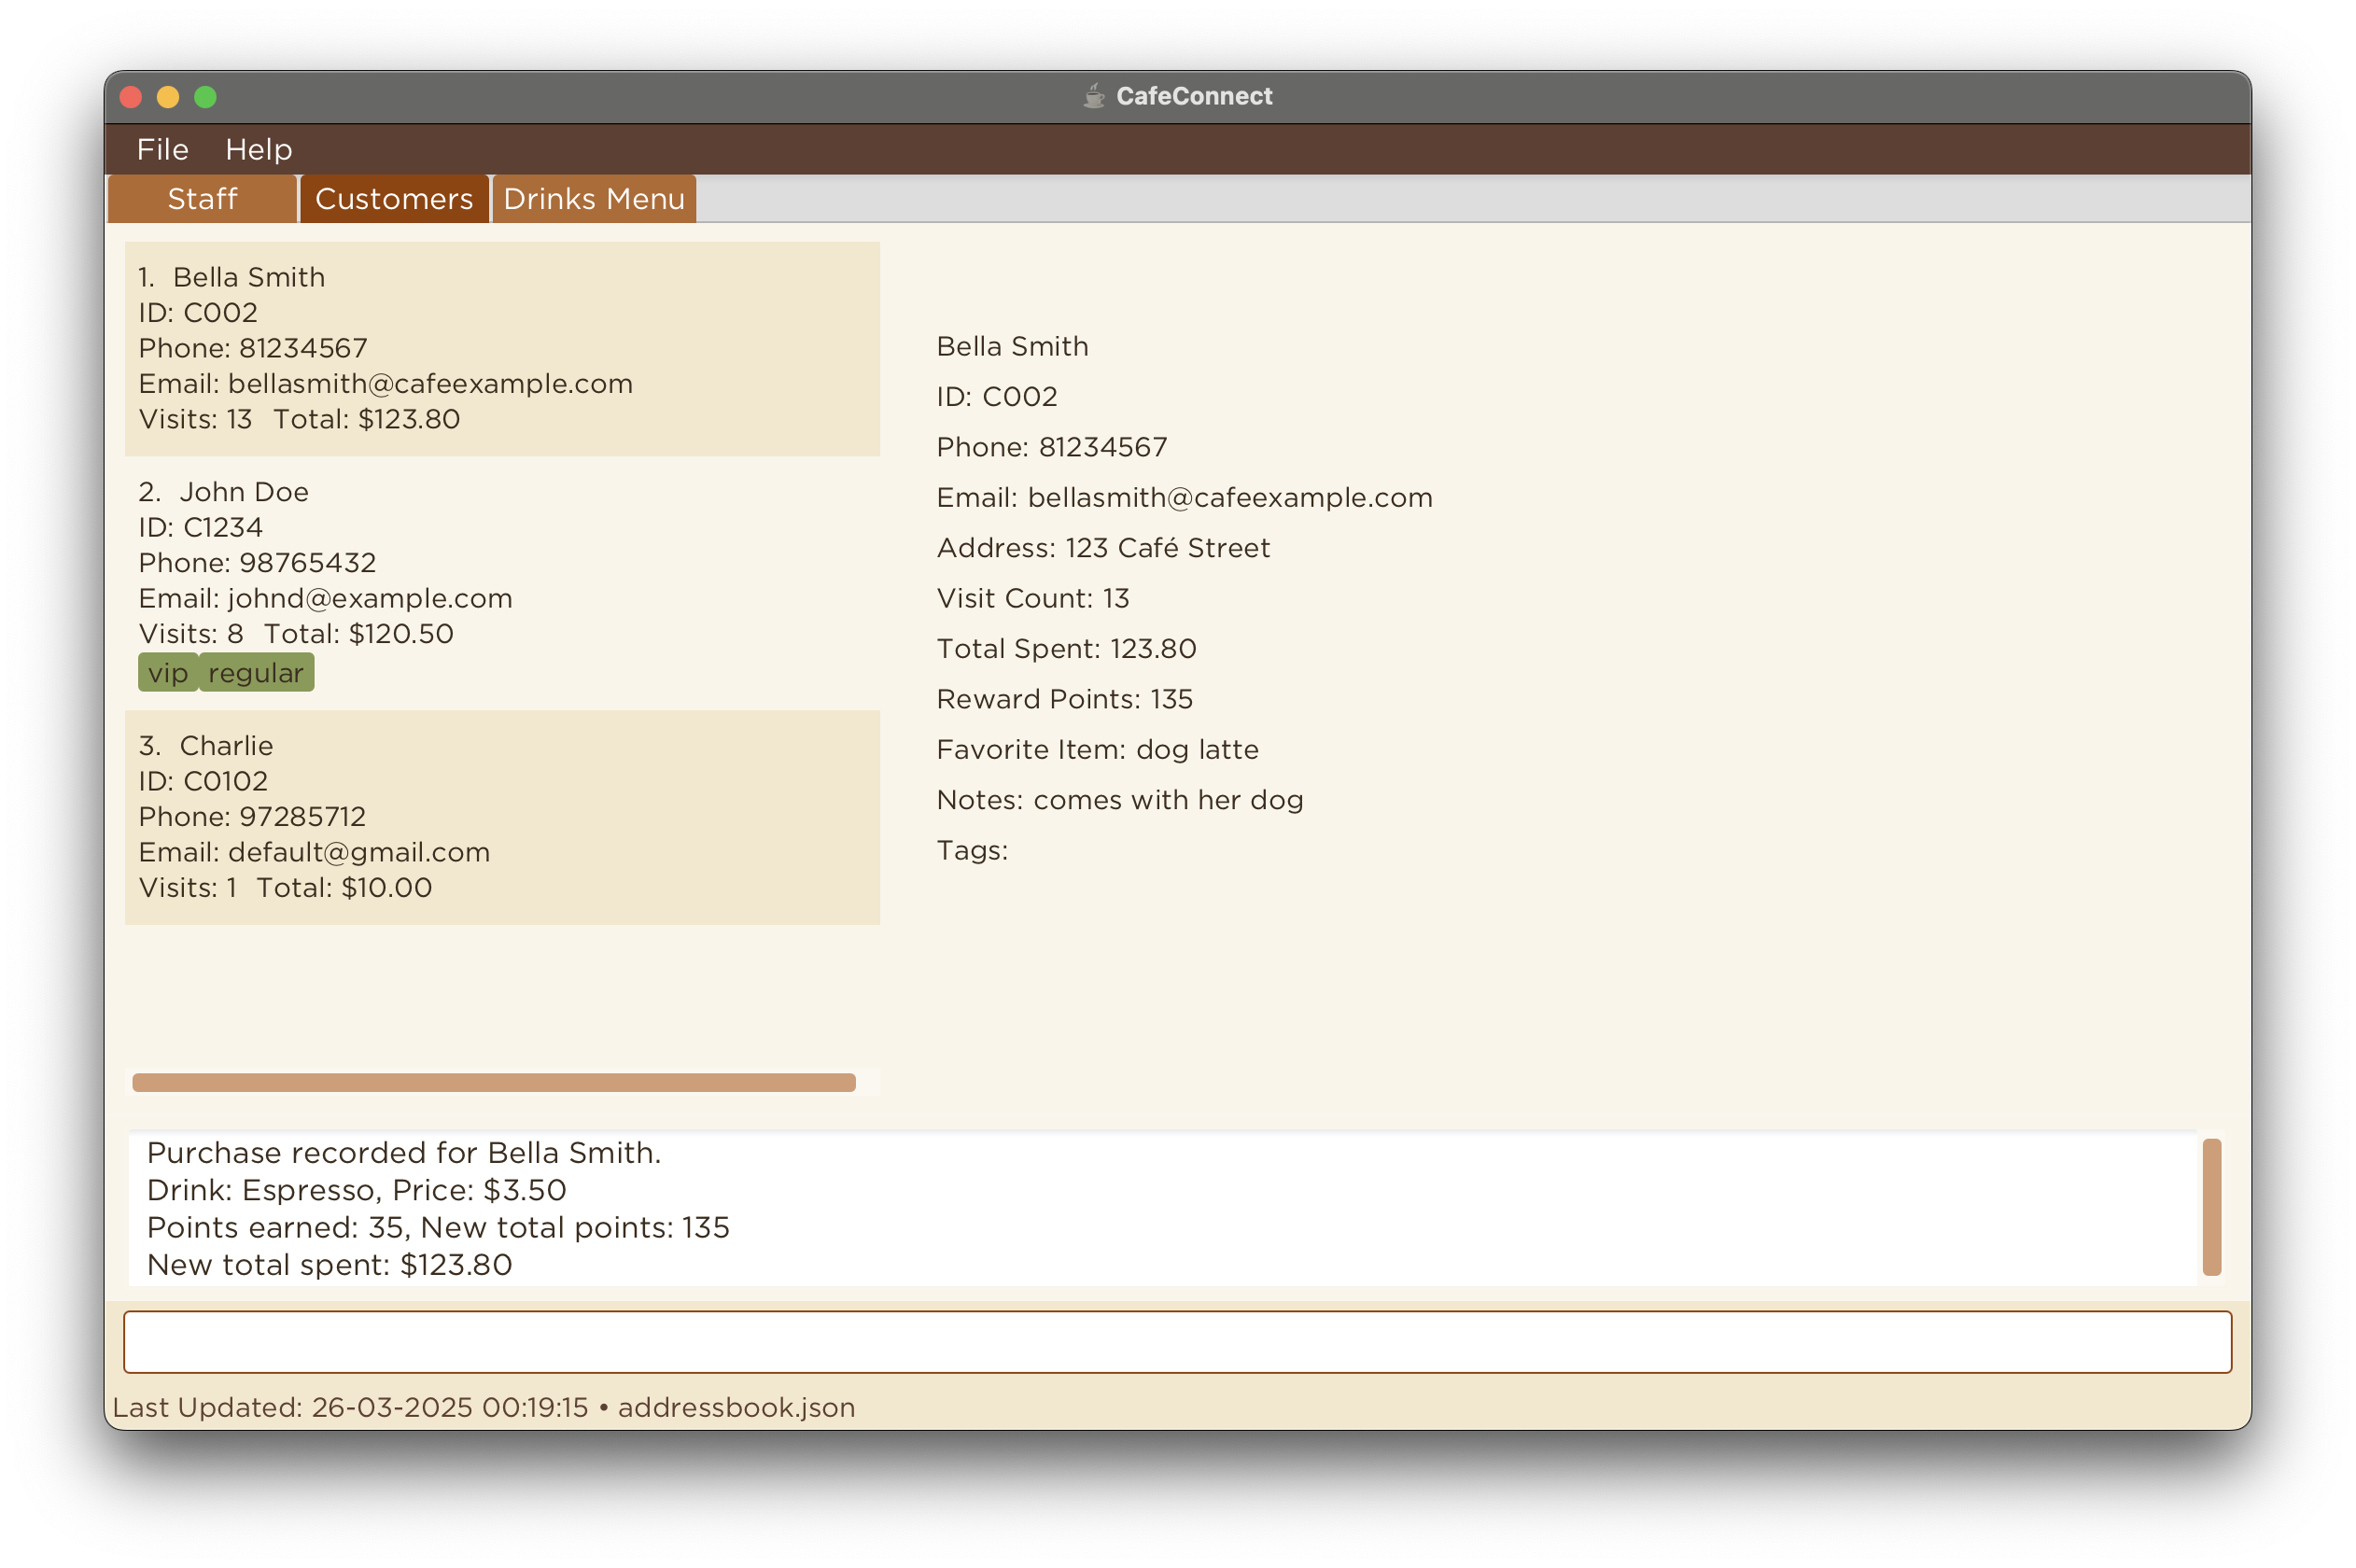 CafeConnect
File Help
Staff Customers Drinks Menu
1. Bella Smith
ID: C002
Phone: 81234567
Email: bellasmith@cafeexample.com
Visits: 13 Total: $123.80
2. John Doe
ID: C1234
Phone: 98765432
Email: johnd@example.com
Visits: 8 Total: $120.50
vip regular
3. Charlie
ID: C0102
Phone: 97285712
Email: default@gmail.com
Visits: 1 Total: $10.00
Bella Smith
ID: C002
Phone: 81234567
Email: bellasmith@cafeexample.com
Address: 123 Café Street
Visit Count: 13
Total Spent: 123.80
Reward Points: 135
Favorite Item: dog latte
Notes: comes with her dog
Tags:
Purchase recorded for Bella Smith.
Drink: Espresso, Price: $3.50
Points earned: 35, New total points: 135
New total spent: $123.80
Last Updated: 26-03-2025 00:19:15 • addressbook.json